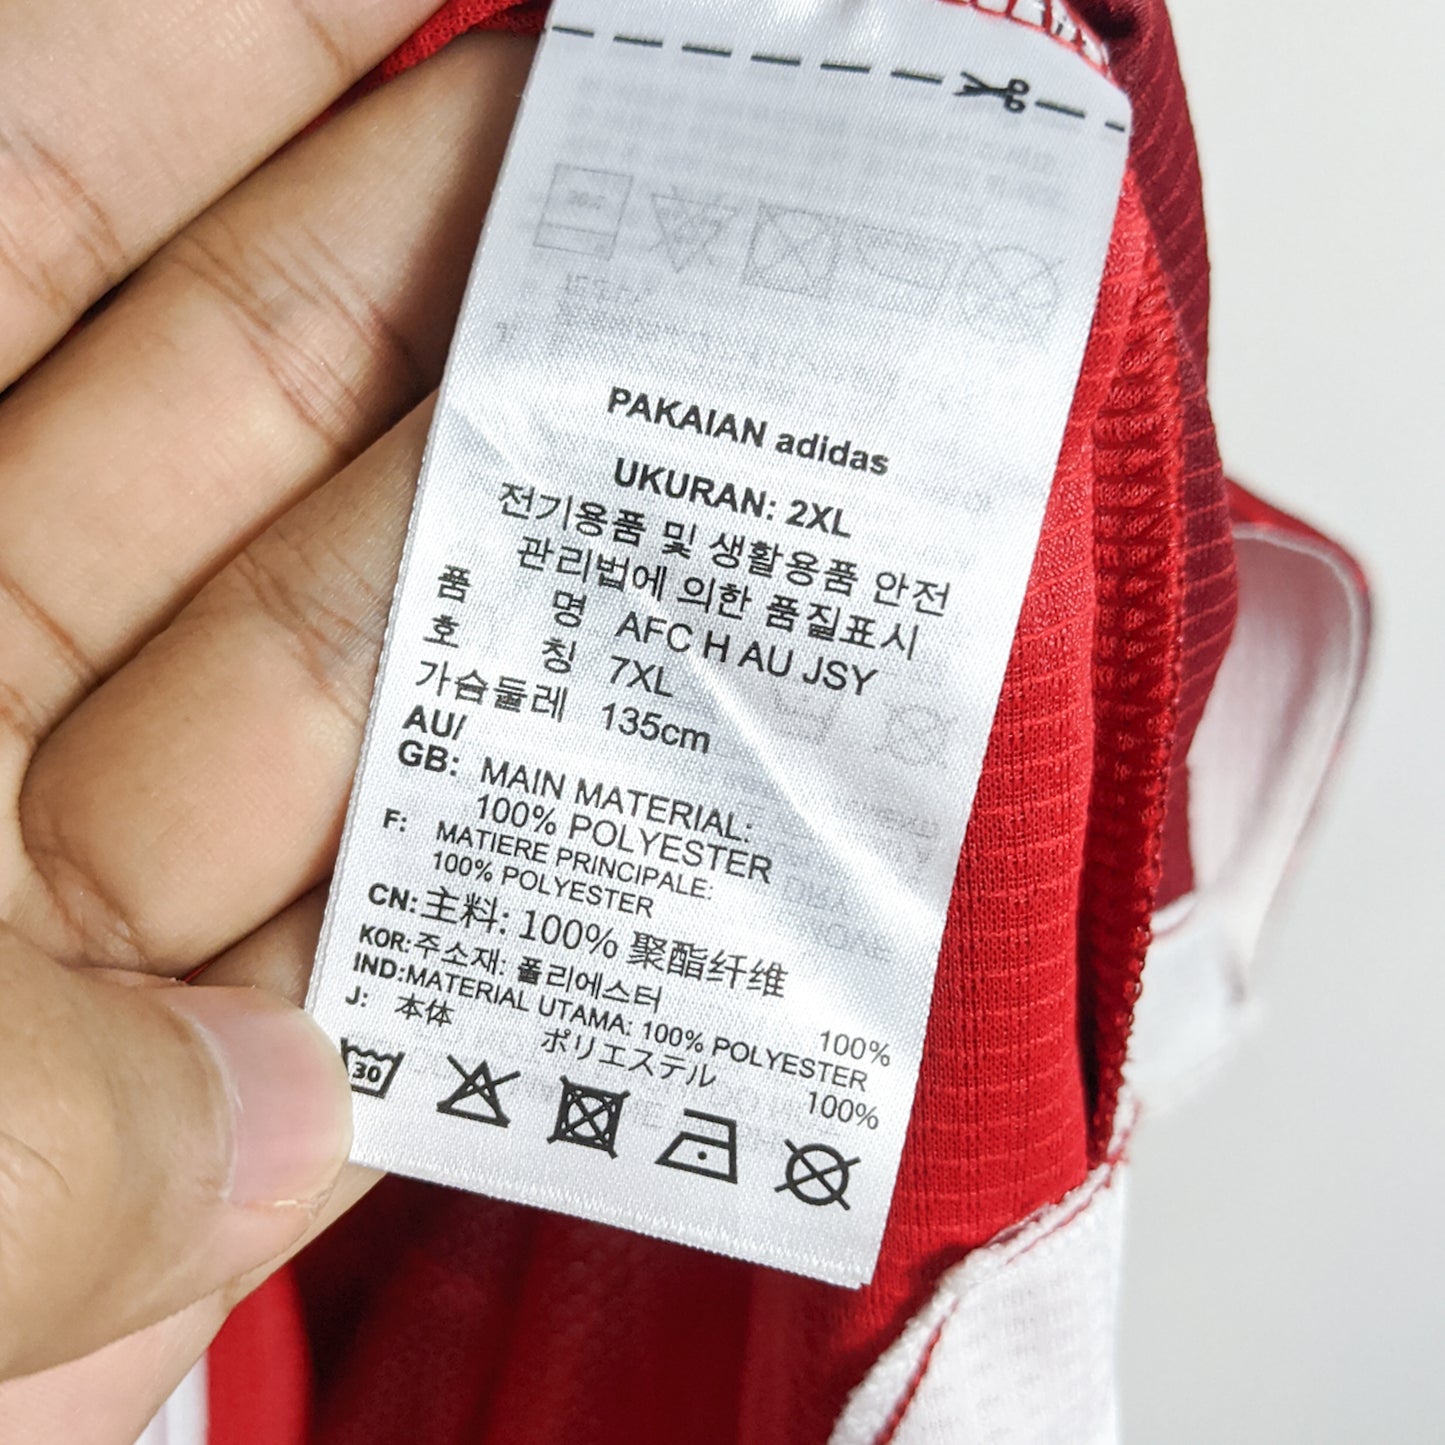 PAKAIAN adidas
UKURAN: 2XL
전기용품 및 생활용품 안전
관리법에 의한 품질표시
품 명 AFC H AU JSY
호 칭 7XL
가슴둘레 135cm
AU/
GB: MAIN MATERIAL:
100% POLYESTER
F: MATIERE PRINCIPALE:
100% POLYESTER
CN: 主料: 100% 聚酯纤维
KOR: 주소재: 폴리에스터 100%
IND: MATERIAL UTAMA: 100% POLYESTER
J: 本体 ポリエステル 100%
30